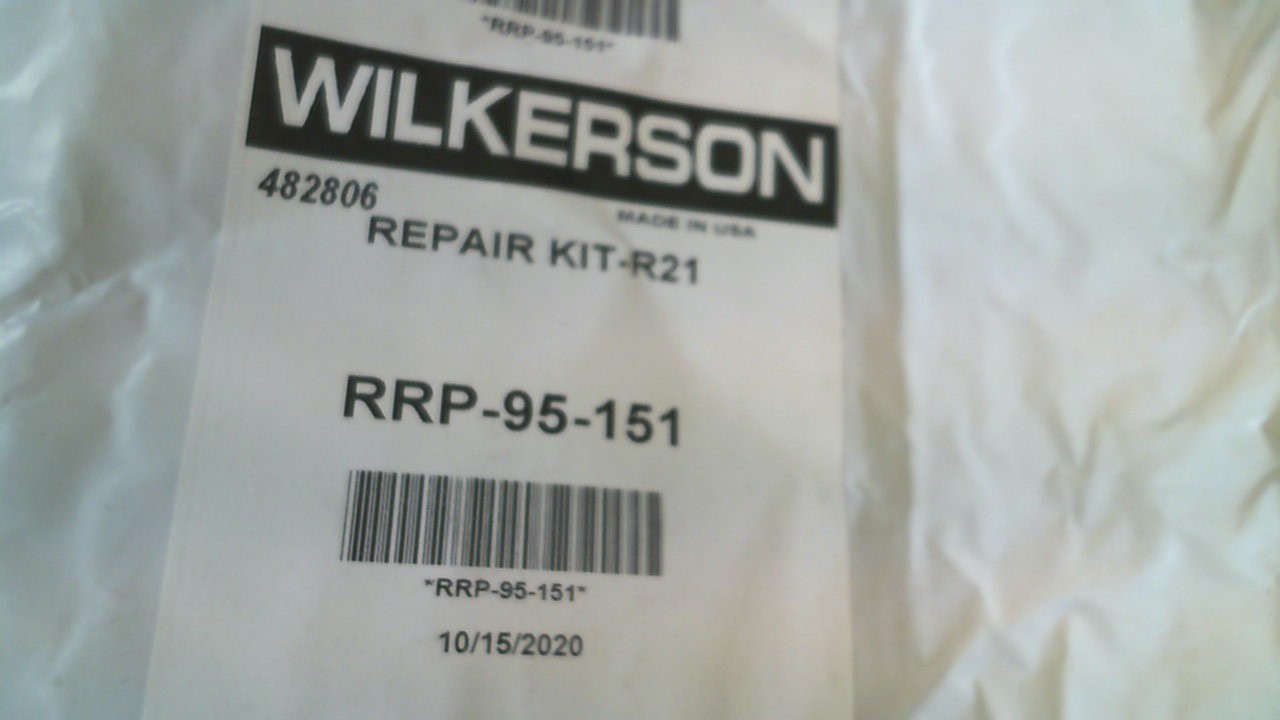 *RRP-95-151*
WILKERSON
482806
MADE IN USA
REPAIR KIT-R21
RRP-95-151
*RRP-95-151*
10/15/2020